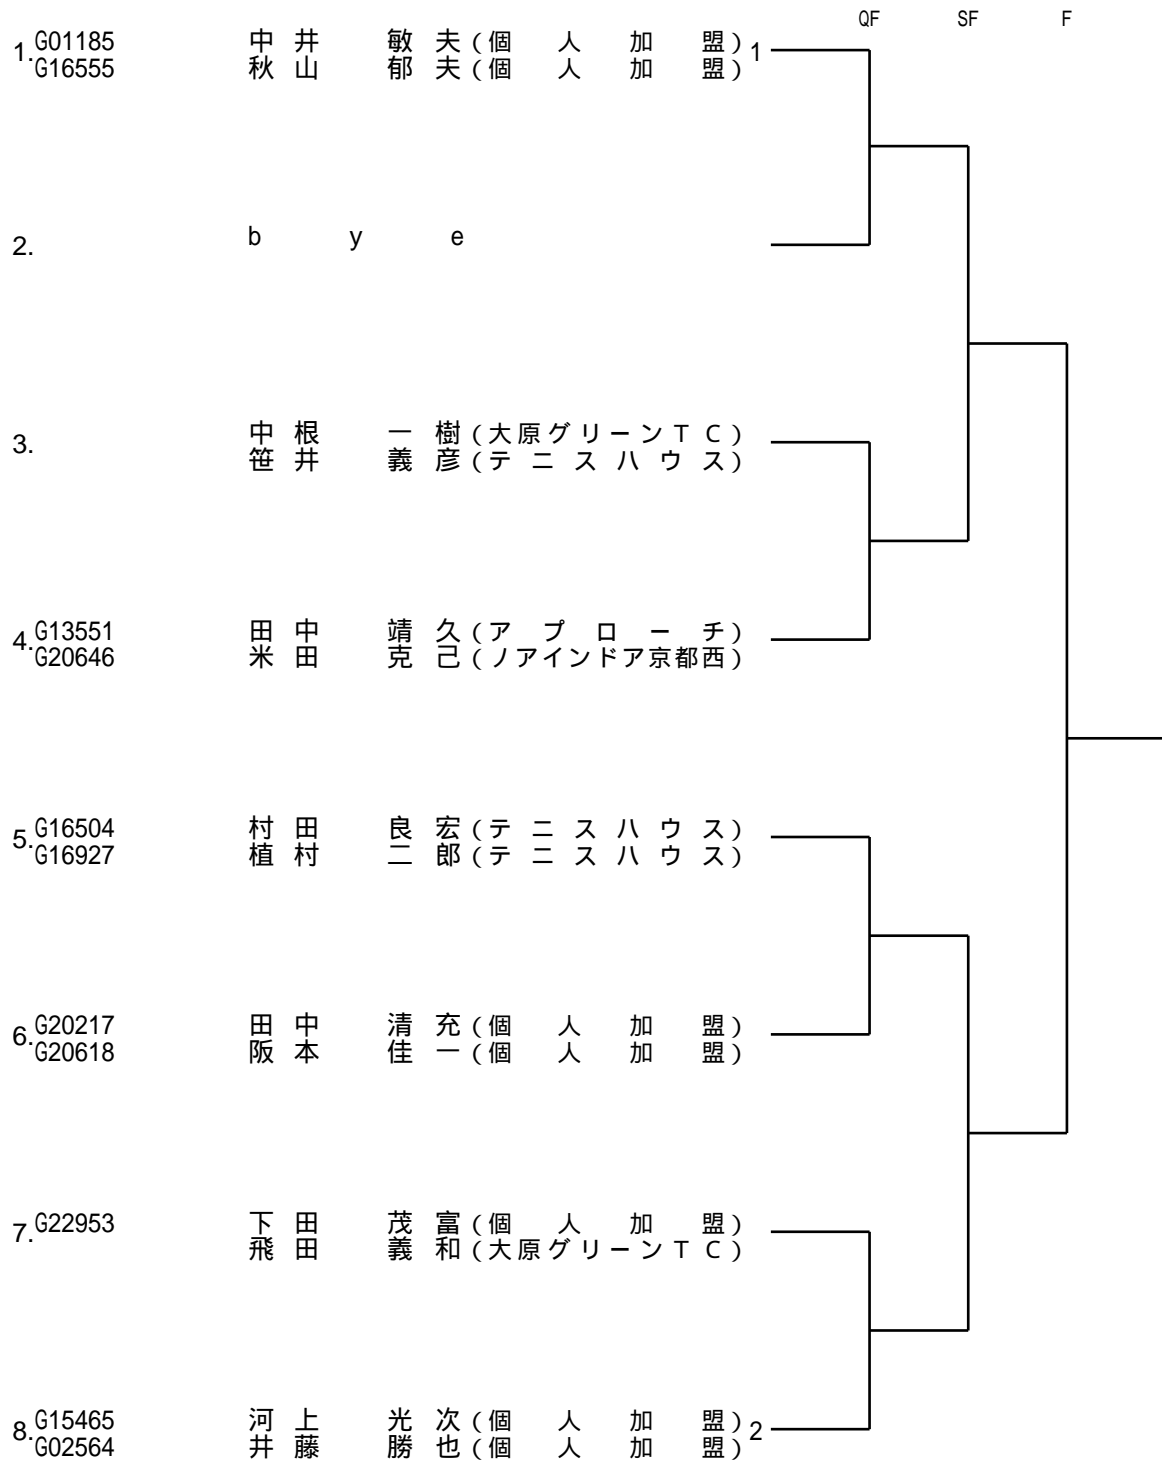 QF SF F
1. G01185 中井 敏夫(個人加盟) 1
G16555 秋山 郁夫(個人加盟)
2. bye
3. 中根 一樹(大原グリーンTC)
笹井 義彦(テニスハウス)
4. G13551 田中 靖久(アプローチ)
G20646 米田 克己(ノアインドア京都西)
5. G16504 村田 良宏(テニスハウス)
G16927 植村 二郎(テニスハウス)
6. G20217 田中 清充(個人加盟)
G20618 阪本 佳一(個人加盟)
7. G22953 下田 茂富(個人加盟)
飛田 義和(大原グリーンTC)
8. G15465 河上 光次(個人加盟) 2
G02564 井藤 勝也(個人加盟)